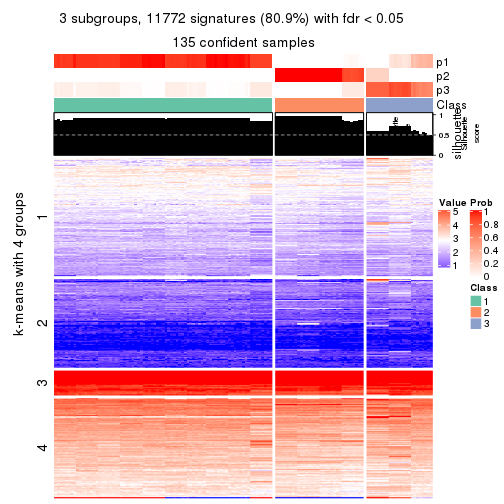 3 subgroups, 11772 signatures (80.9%) with fdr < 0.05
135 confident samples
p1
p2
p3
Class
silhouette
Silhouette
score
1
0.5
0
k-means with 4 groups
1
2
3
4
Value
5
4
3
2
1
Prob
1
0.8
0.6
0.4
0.2
0
Class
1
2
3